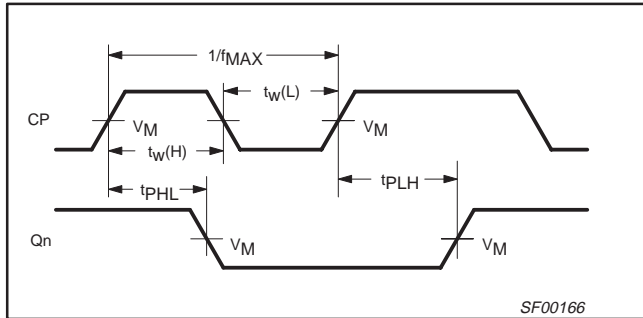 1/fMAX
tw(L)
CP
VM
VM
tw(H)
tPHL
tPLH
Qn
VM
VM
SF00166